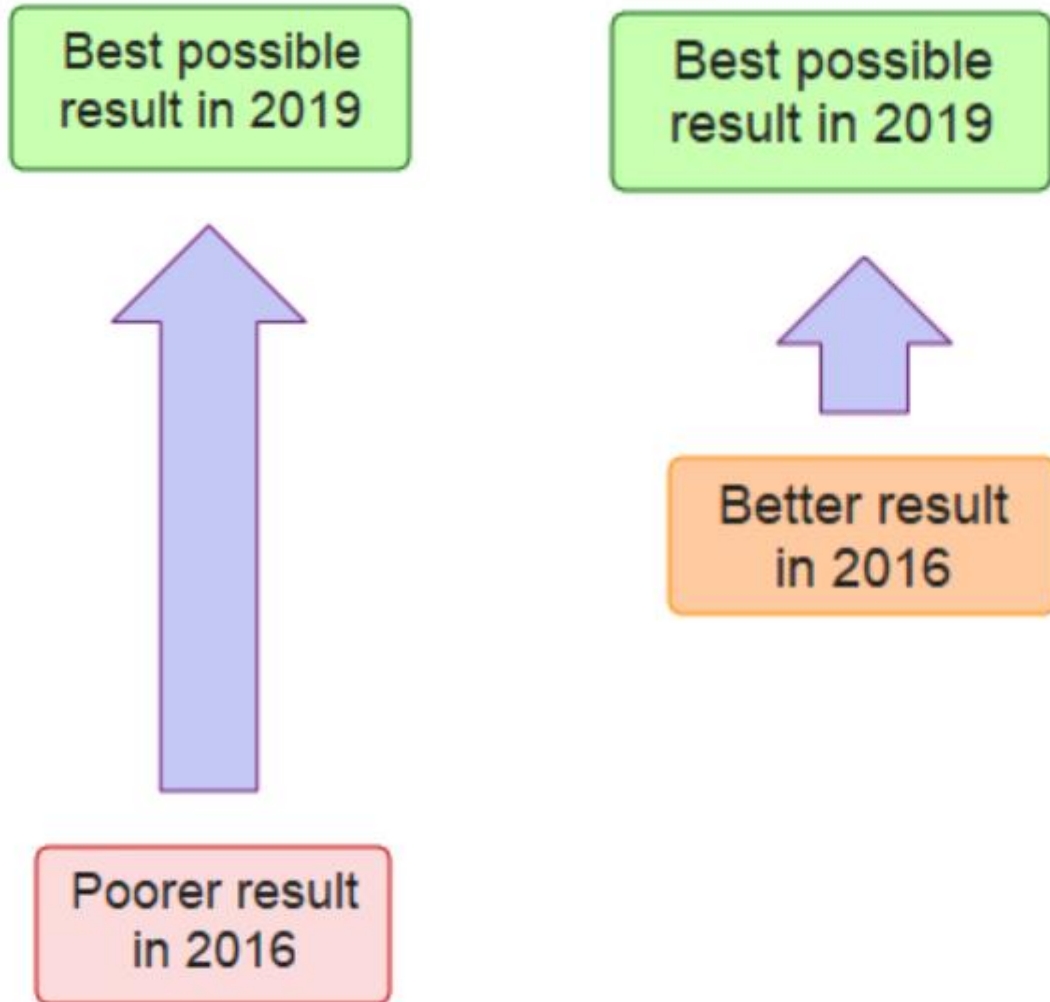 Best possible
result in 2019
Best possible
result in 2019
Better result
in 2016
Poorer result
in 2016